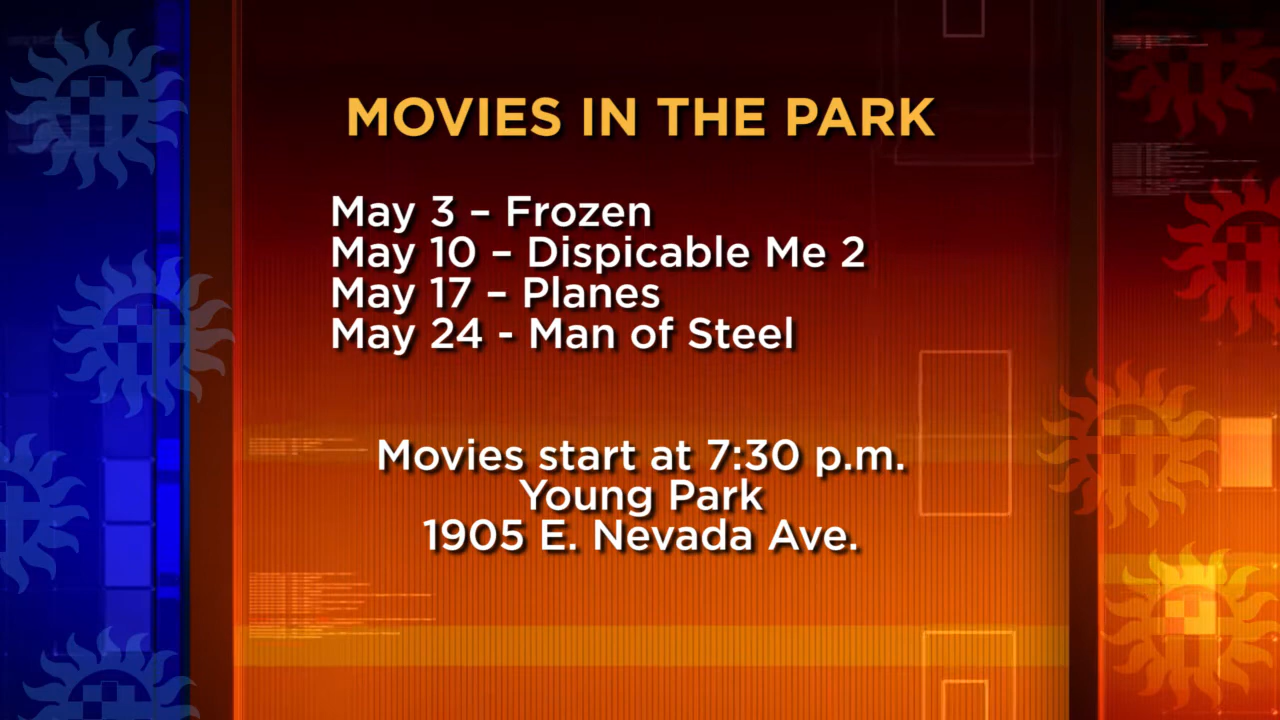 MOVIES IN THE PARK
May 3 – Frozen
May 10 – Dispicable Me 2
May 17 – Planes
May 24 - Man of Steel
Movies start at 7:30 p.m.
Young Park
1905 E. Nevada Ave.